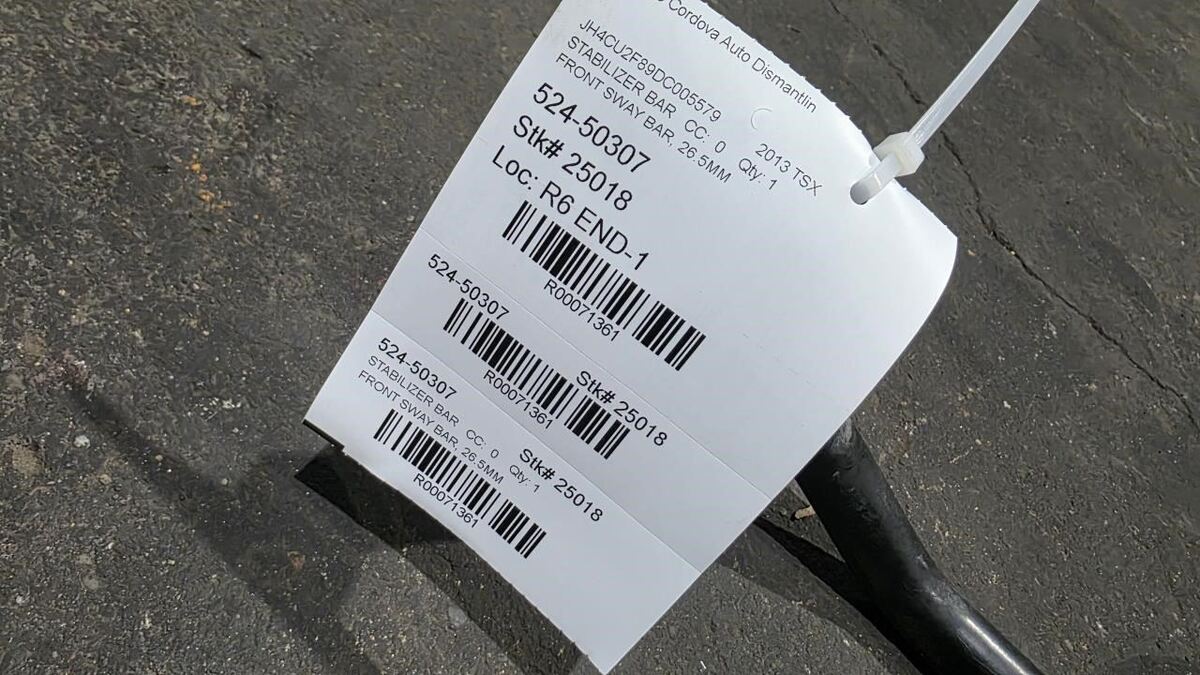 Cordova Auto Dismantlin
JH4CU2F89DC005579 2013 TSX
STABILIZER BAR CC: 0 Qty: 1
FRONT SWAY BAR, 26.5MM
524-50307
Stk# 25018
Loc: R6 END-1
R00071361
524-50307 Stk# 25018
R00071361
524-50307 Stk# 25018
STABILIZER BAR CC: 0 Qty: 1
FRONT SWAY BAR, 26.5MM
R00071361